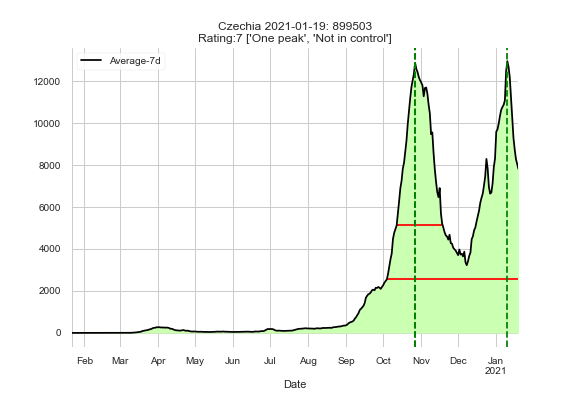 Czechia 2021-01-19: 899503
Rating:7 ['One peak', 'Not in control']
Average-7d
12000
10000
8000
6000
4000
2000
0
Feb Mar Apr May Jun Jul Aug Sep Oct Nov Dec Jan
2021
Date